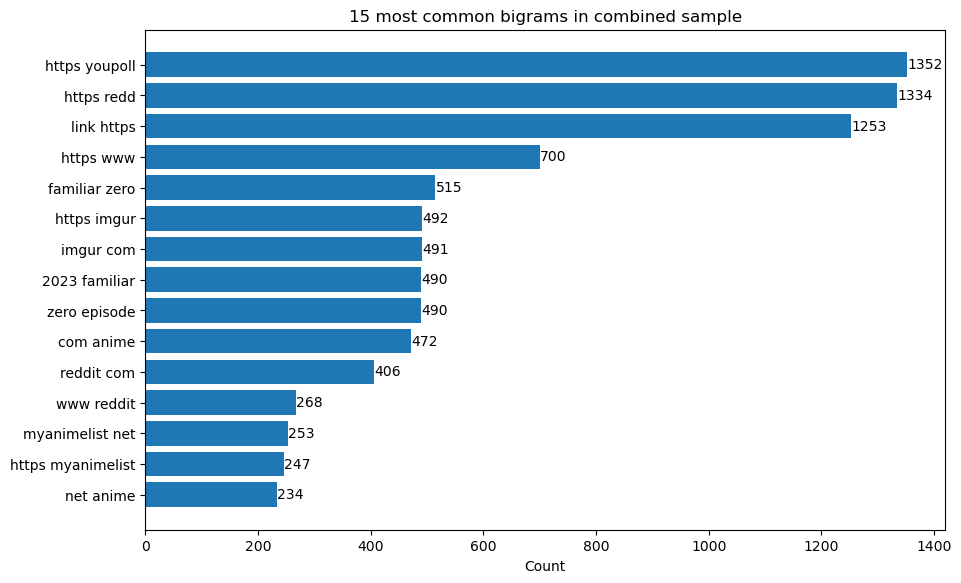 15 most common bigrams in combined sample
https youpoll 1352
https redd 1334
link https 1253
https www 700
familiar zero 515
https imgur 492
imgur com 491
2023 familiar 490
zero episode 490
com anime 472
reddit com 406
www reddit 268
myanimelist net 253
https myanimelist 247
net anime 234
0 200 400 600 800 1000 1200 1400
Count